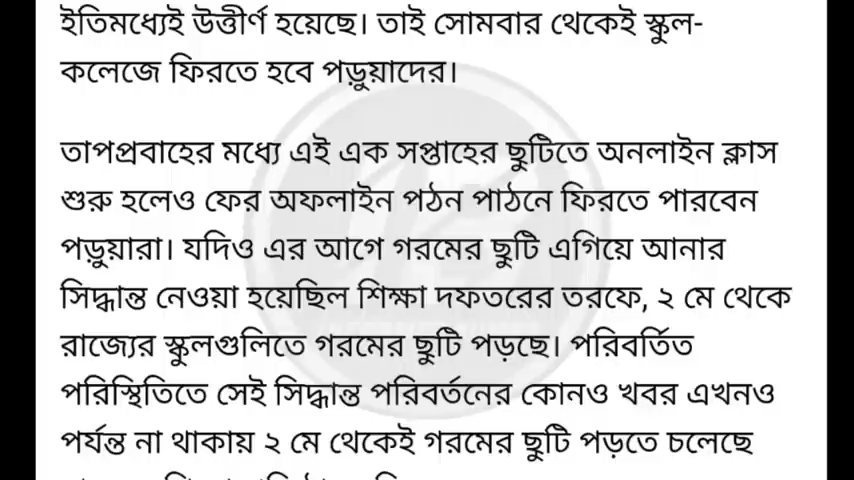 ইতিমধ্যেই উত্তীর্ণ হয়েছে। তাই সোমবার থেকেই স্কুল-
কলেজে ফিরতে হবে পড়ুয়াদের।
তাপপ্রবাহের মধ্যে এই এক সপ্তাহের ছুটিতে অনলাইন ক্লাস
শুরু হলেও ফের অফলাইন পঠন পাঠনে ফিরতে পারবেন
পড়ুয়ারা। যদিও এর আগে গরমের ছুটি এগিয়ে আনার
সিদ্ধান্ত নেওয়া হয়েছিল শিক্ষা দফতরের তরফে, ২ মে থেকে
রাজ্যের স্কুলগুলিতে গরমের ছুটি পড়ছে। পরিবর্তিত
পরিস্থিতিতে সেই সিদ্ধান্ত পরিবর্তনের কোনও খবর এখনও
পর্যন্ত না থাকায় ২ মে থেকেই গরমের ছুটি পড়তে চলেছে